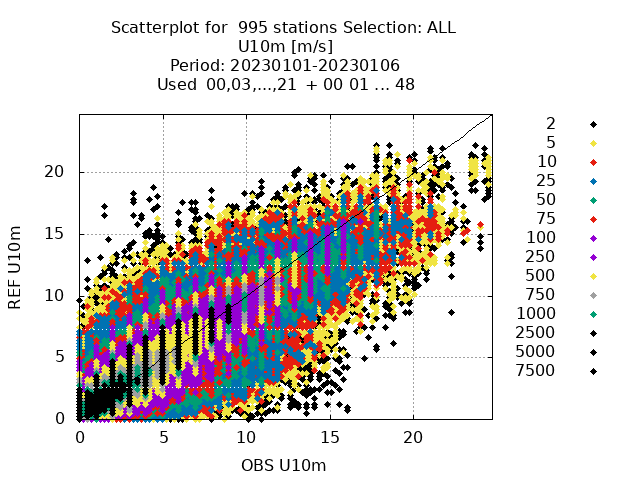 Scatterplot for  995 stations Selection: ALL
U10m [m/s]
Period: 20230101-20230106
Used  00,03,...,21  + 00 01 ... 48
2
5
10
25
50
75
100
250
500
750
1000
2500
5000
7500
REF U10m
20
15
10
5
0
0 5 10 15 20
OBS U10m